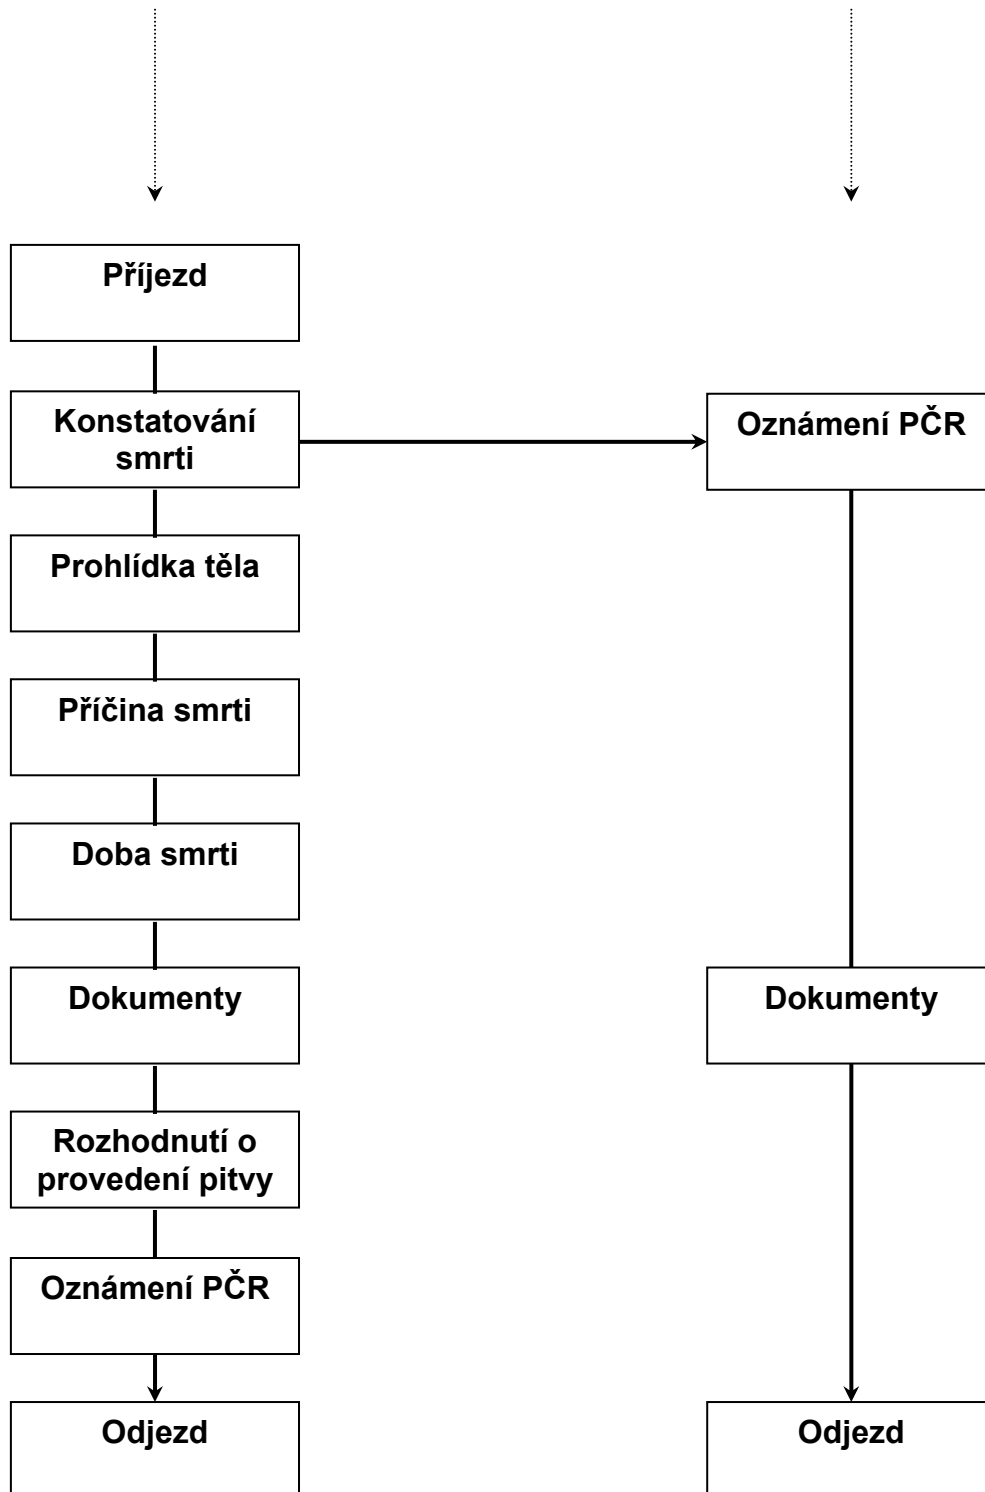 Příjezd
Konstatování
smrti
Oznámení PČR
Prohlídka těla
Příčina smrti
Doba smrti
Dokumenty
Dokumenty
Rozhodnutí o
provedení pitvy
Oznámení PČR
Odjezd
Odjezd